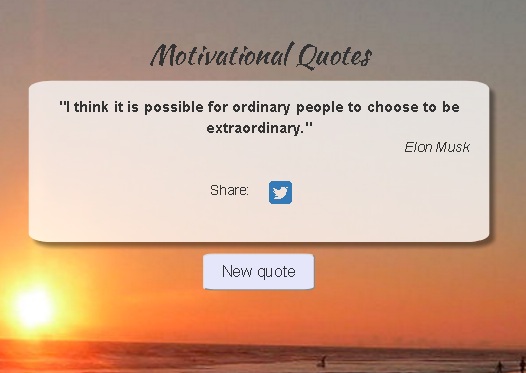 Motivational Quotes
"I think it is possible for ordinary people to choose to be
extraordinary."
Elon Musk
Share:
New quote